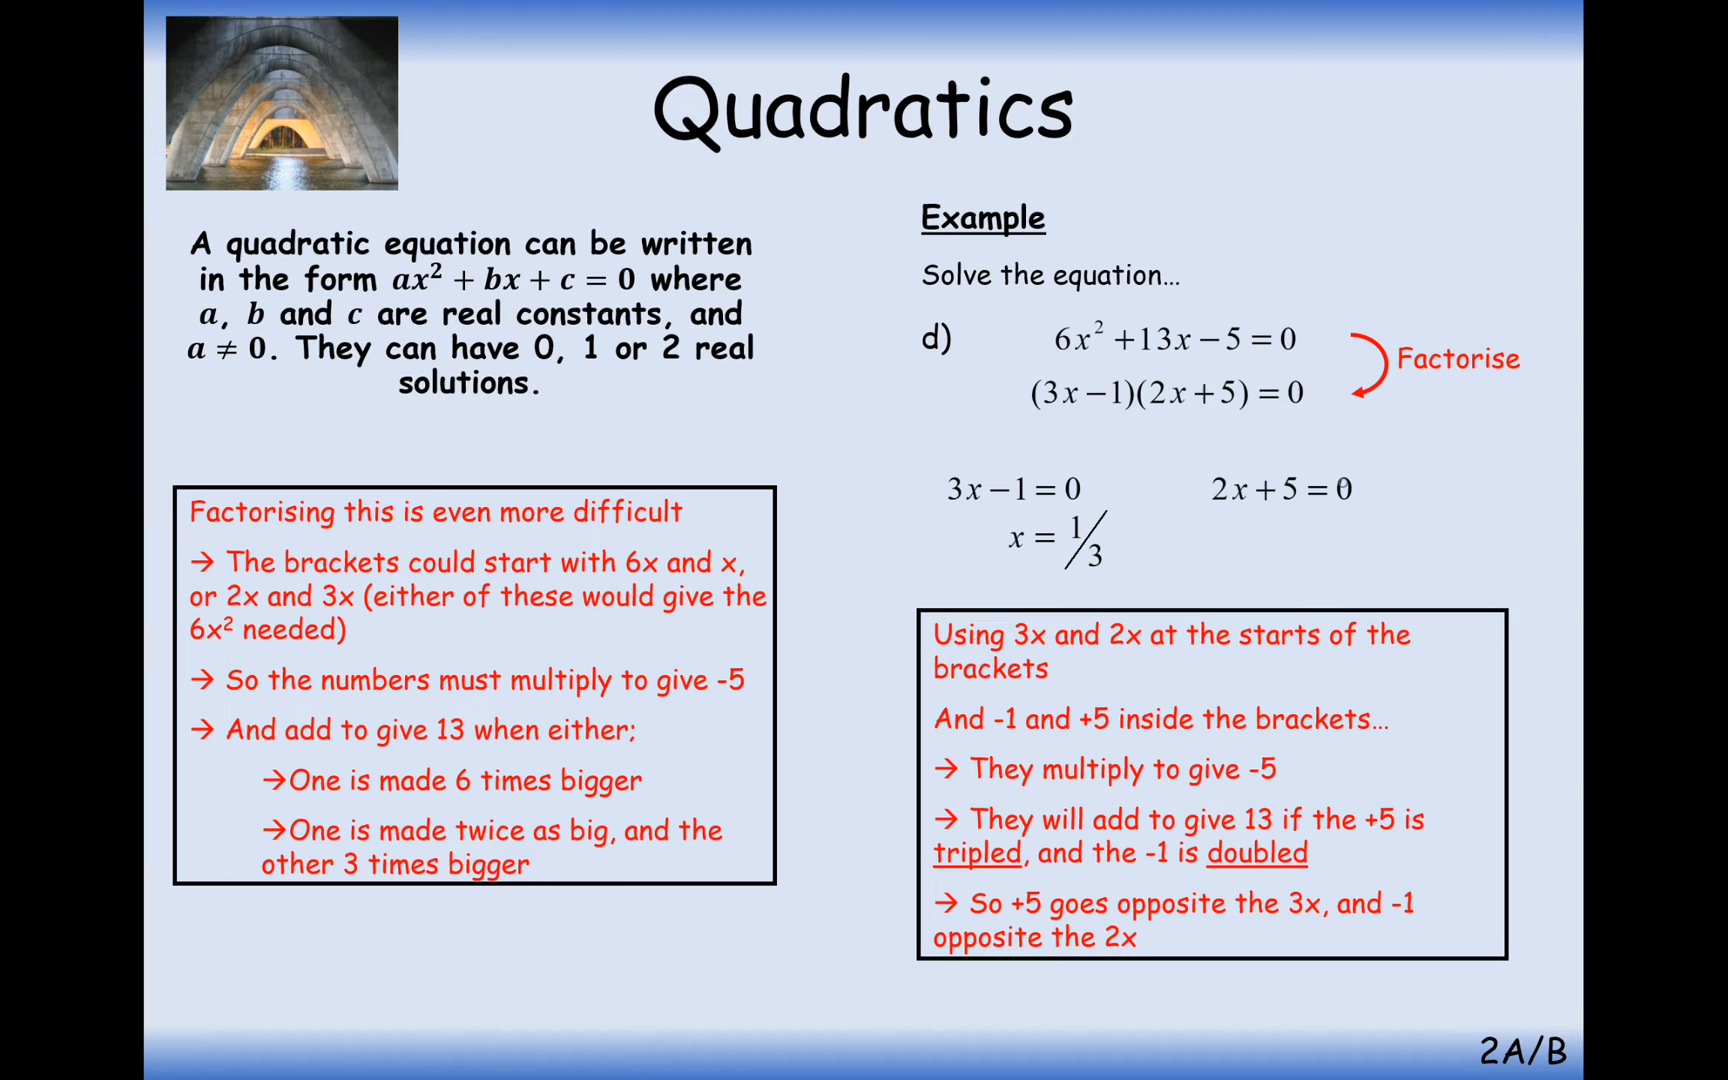 Quadratics
A quadratic equation can be written
in the form ax² + bx + c = 0 where
a, b and c are real constants, and
a ≠ 0. They can have 0, 1 or 2 real
solutions.
Factorising this is even more difficult
→ The brackets could start with 6x and x,
or 2x and 3x (either of these would give the
6x² needed)
→ So the numbers must multiply to give -5
→ And add to give 13 when either;
→One is made 6 times bigger
→One is made twice as big, and the
other 3 times bigger
Example
Solve the equation…
d) 6x² +13x − 5 = 0
Factorise
(3x −1)(2x + 5) = 0
3x −1 = 0 2x + 5 = 0
x = 1/3
Using 3x and 2x at the starts of the
brackets
And -1 and +5 inside the brackets…
→ They multiply to give -5
→ They will add to give 13 if the +5 is
tripled, and the -1 is doubled
→ So +5 goes opposite the 3x, and -1
opposite the 2x
2A/B